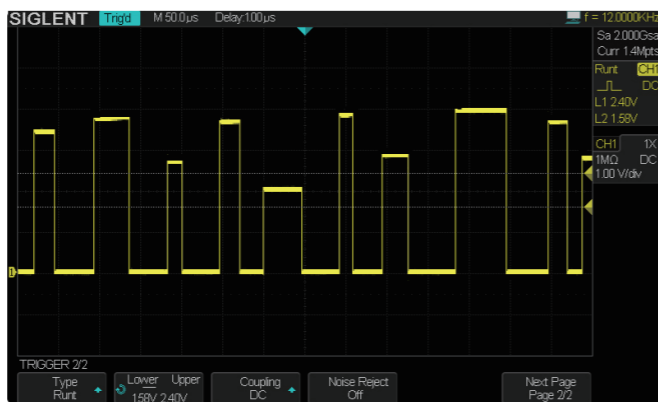 SIGLENT Trig'd M 50.0µs Delay:1.00µs f = 12.0000KHz
Sa 2.000Gsa
Curr 1.4Mpts
Runt CH1
DC
L1 2.40V
L2 1.58V
CH1 1X
1MΩ DC
1.00 V/div
1
TRIGGER 2/2
Type
Runt
Lower Upper
1.58V 2.40V
Coupling
DC
Noise Reject
Off
Next Page
Page 2/2